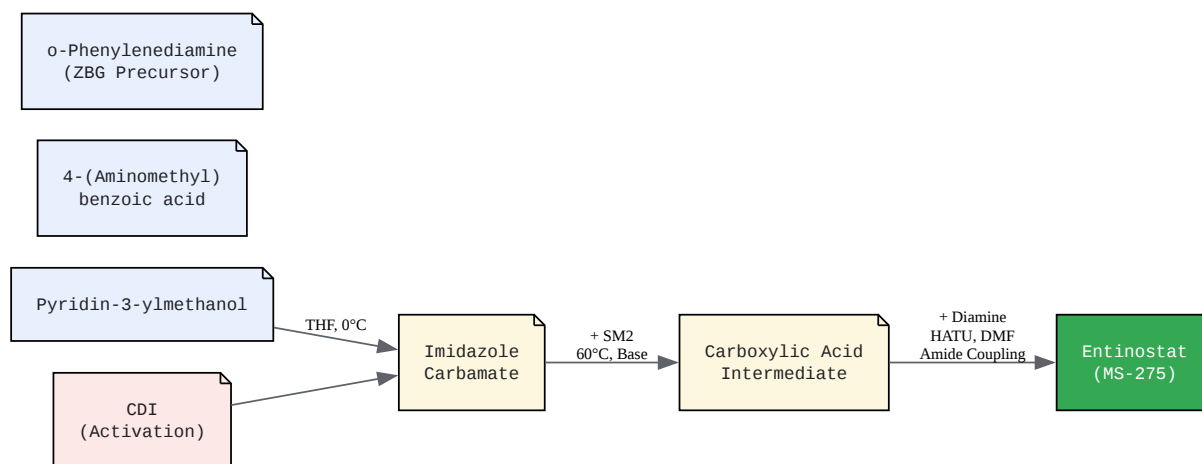 o-Phenylenediamine
(ZBG Precursor)
4-(Aminomethyl)
benzoic acid
Pyridin-3-ylmethanol
CDI
(Activation)
THF, 0°C
Imidazole
Carbamate
+ SM2
60°C, Base
Carboxylic Acid
Intermediate
+ Diamine
HATU, DMF
Amide Coupling
Entinostat
(MS-275)